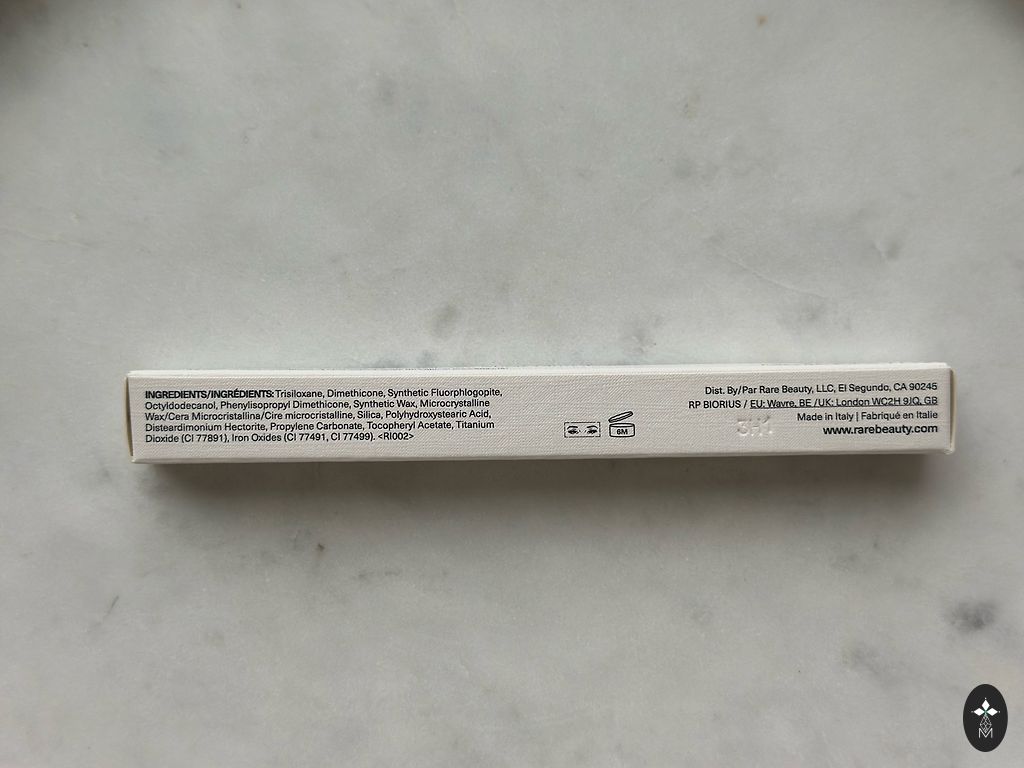 INGREDIENTS/INGRÉDIENTS: Trisiloxane, Dimethicone, Synthetic Fluorphlogopite,
Octyldodecanol, Phenylisopropyl Dimethicone, Synthetic Wax, Microcrystalline
Wax/Cera Microcristallina/Cire microcristalline, Silica, Polyhydroxystearic Acid,
Disteardimonium Hectorite, Propylene Carbonate, Tocopheryl Acetate, Titanium
Dioxide (CI 77891), Iron Oxides (CI 77491, CI 77499). <RI002>
6M
3H1
Dist. By/Par Rare Beauty, LLC, El Segundo, CA 90245
RP BIORIUS / EU: Wavre, BE /UK: London WC2H 9JQ, GB
Made in Italy | Fabriqué en Italie
www.rarebeauty.com
M